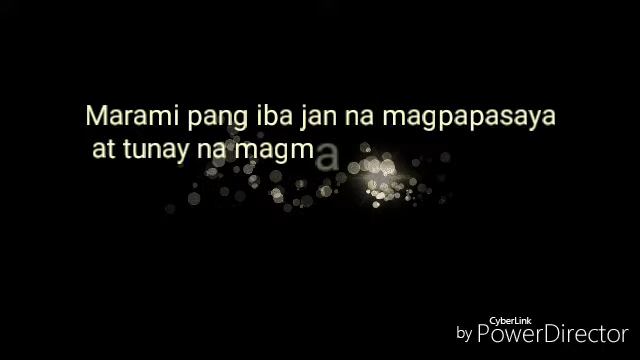 Marami pang iba jan na magpapasaya
at tunay na magma
CyberLink
by PowerDirector